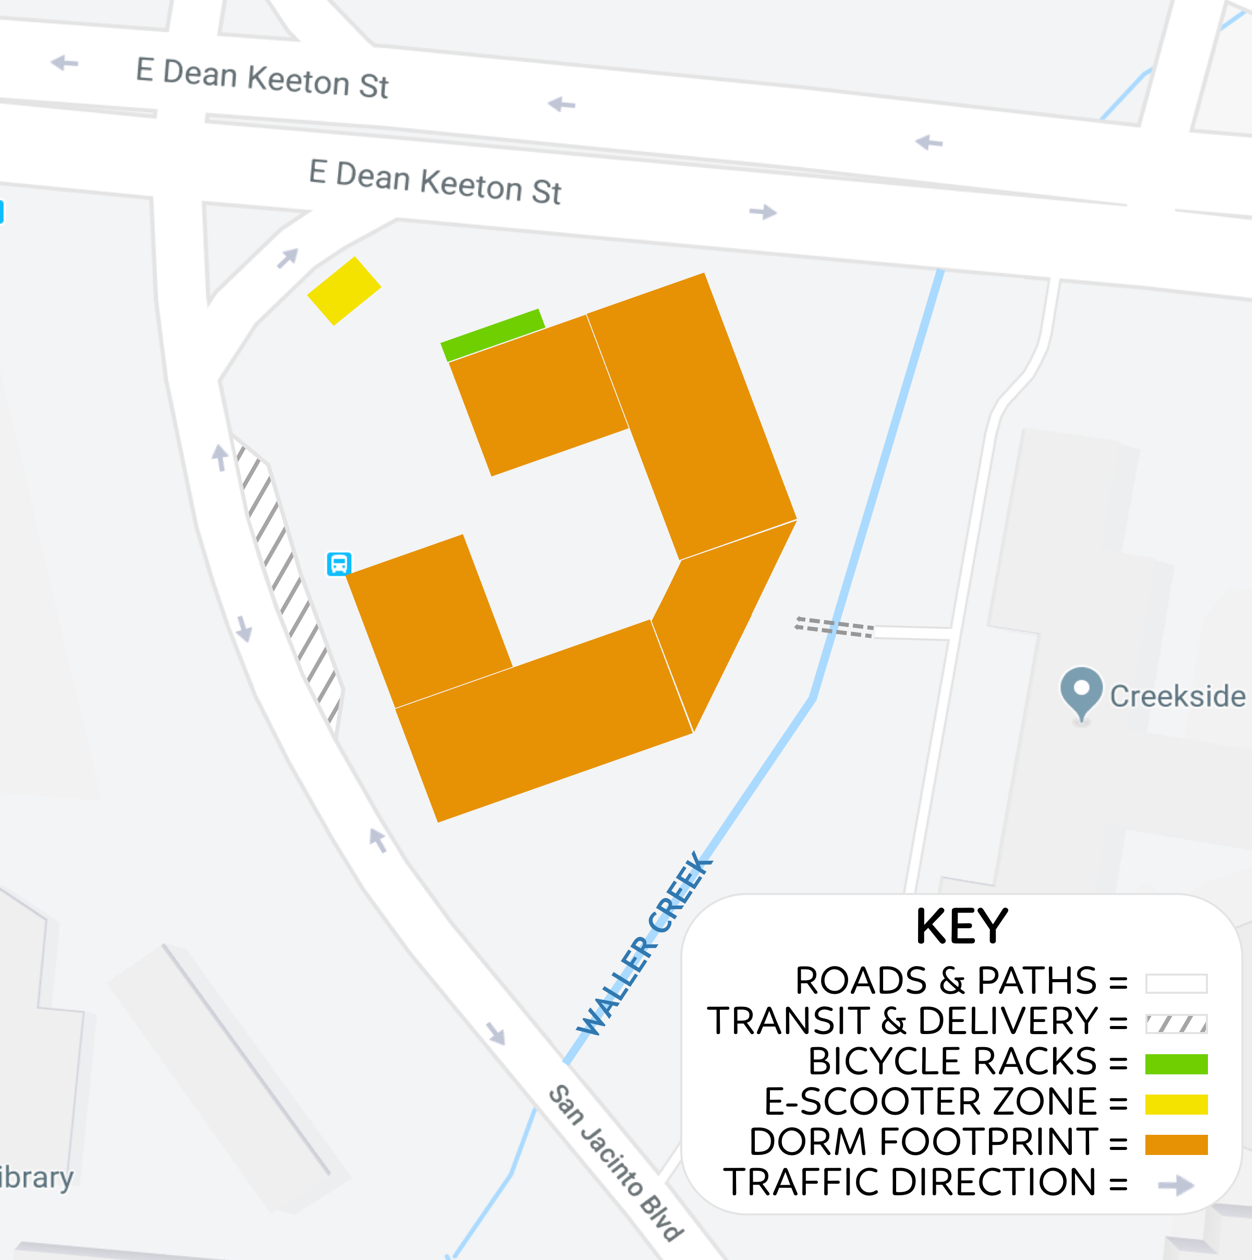 E Dean Keeton St
E Dean Keeton St
Creekside
WALLER CREEK
San Jacinto Blvd
ibrary
KEY
ROADS & PATHS =
TRANSIT & DELIVERY =
BICYCLE RACKS =
E-SCOOTER ZONE =
DORM FOOTPRINT =
TRAFFIC DIRECTION =